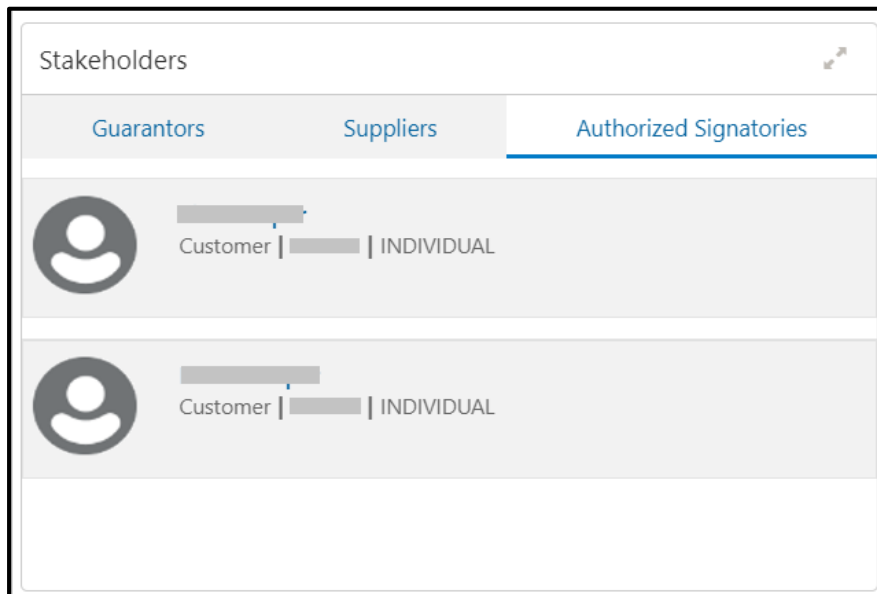 Stakeholders
Guarantors Suppliers Authorized Signatories
Customer | | INDIVIDUAL
Customer | | INDIVIDUAL